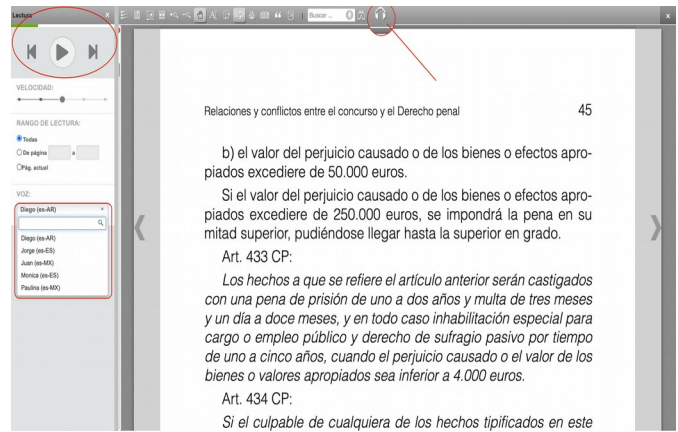 Lectura
Buscar ...
VELOCIDAD:
RANGO DE LECTURA:
Todas
De página a
Pág. actual
VOZ:
Diego (es-AR)
Diego (es-AR)
Jorge (es-ES)
Juan (es-MX)
Monica (es-ES)
Paulina (es-MX)
Relaciones y conflictos entre el concurso y el Derecho penal 45
b) el valor del perjuicio causado o de los bienes o efectos apro-
piados excediere de 50.000 euros.
Si el valor del perjuicio causado o de los bienes o efectos apro-
piados excediere de 250.000 euros, se impondrá la pena en su
mitad superior, pudiéndose llegar hasta la superior en grado.
Art. 433 CP:
Los hechos a que se refiere el artículo anterior serán castigados
con una pena de prisión de uno a dos años y multa de tres meses
y un día a doce meses, y en todo caso inhabilitación especial para
cargo o empleo público y derecho de sufragio pasivo por tiempo
de uno a cinco años, cuando el perjuicio causado o el valor de los
bienes o valores apropiados sea inferior a 4.000 euros.
Art. 434 CP:
Si el culpable de cualquiera de los hechos tipificados en este